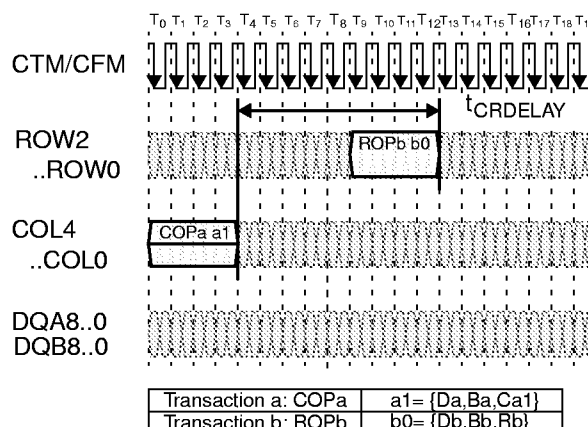 T0 T1 T2 T3 T4 T5 T6 T7 T8 T9 T10 T11 T12 T13 T14 T15 T16 T17 T18 T1
CTM/CFM
tCRDELAY
ROW2
..ROW0
ROPb b0
COL4
..COL0
COPa a1
DQA8..0
DQB8..0
Transaction a: COPa a1= {Da,Ba,Ca1}
Transaction b: ROPb b0= {Db,Bb,Rb}